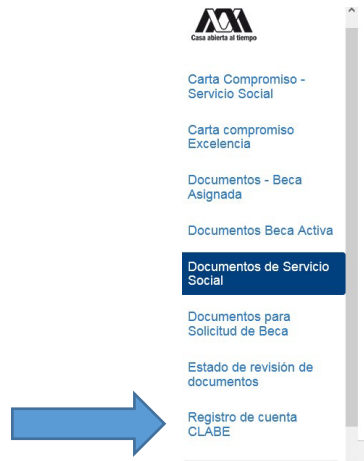 Casa abierta al tiempo
Carta Compromiso -
Servicio Social
Carta compromiso
Excelencia
Documentos - Beca
Asignada
Documentos Beca Activa
Documentos de Servicio
Social
Documentos para
Solicitud de Beca
Estado de revisión de
documentos
Registro de cuenta
CLABE